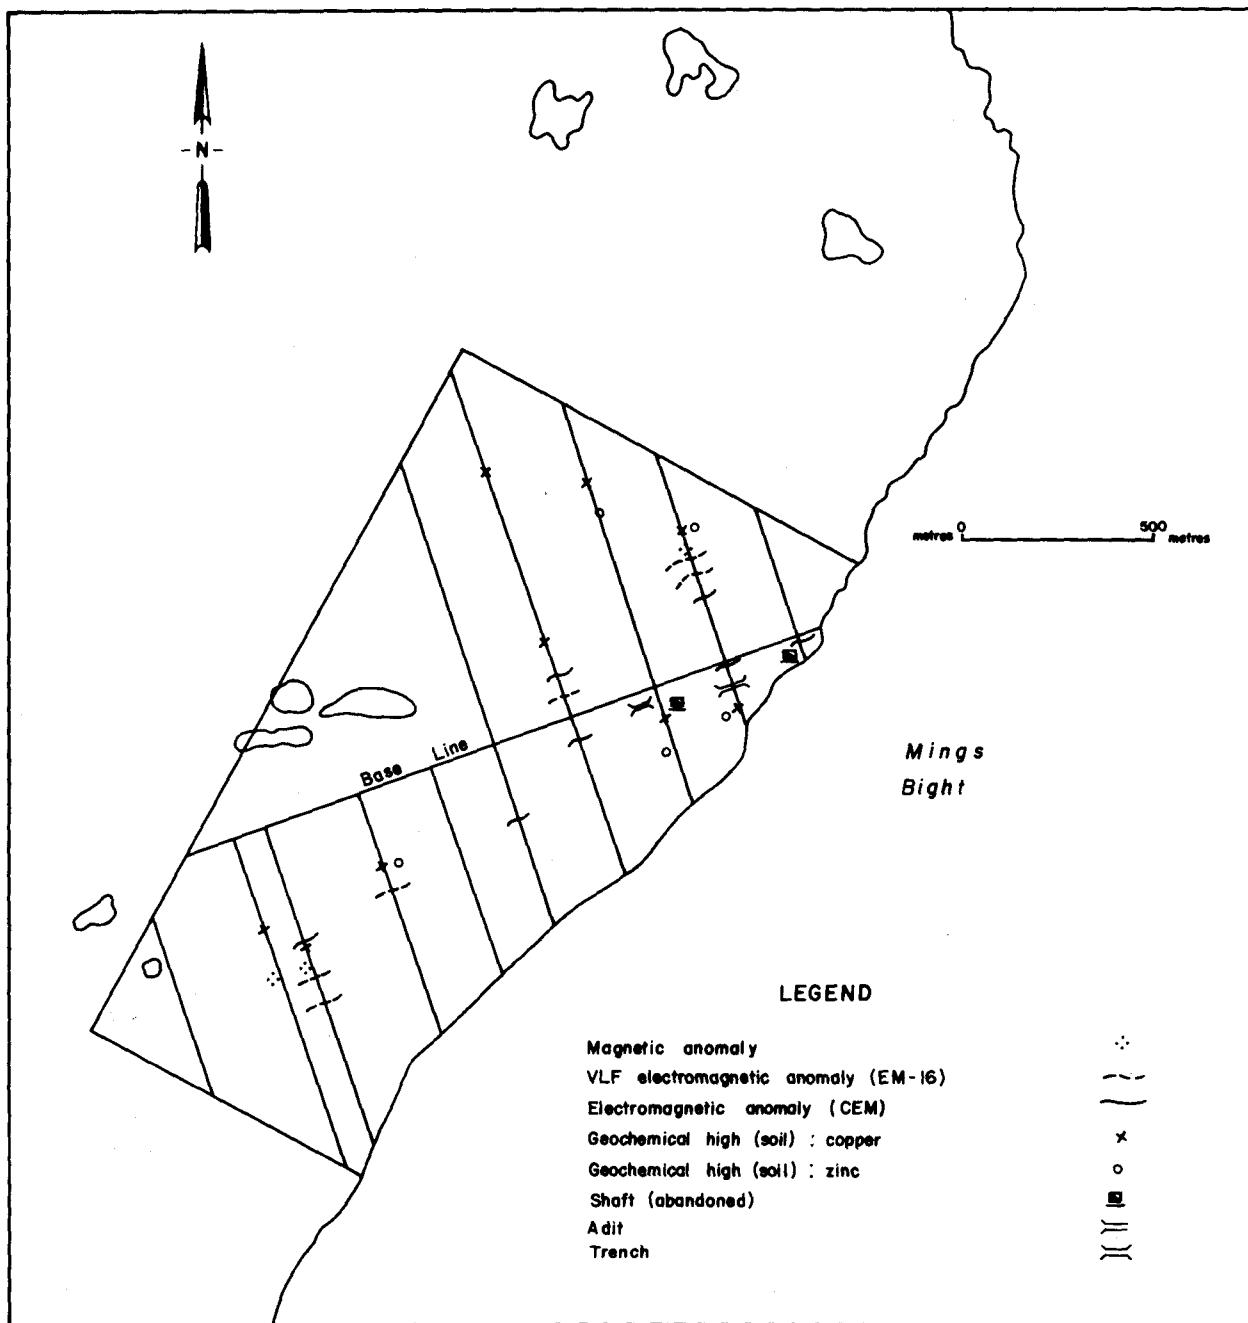 -N-
metres 0 500 metres
Base Line
Mings
Bight
LEGEND
Magnetic anomaly
VLF electromagnetic anomaly (EM-16)
Electromagnetic anomaly (CEM)
Geochemical high (soil) : copper
Geochemical high (soil) : zinc
Shaft (abandoned)
Adit
Trench